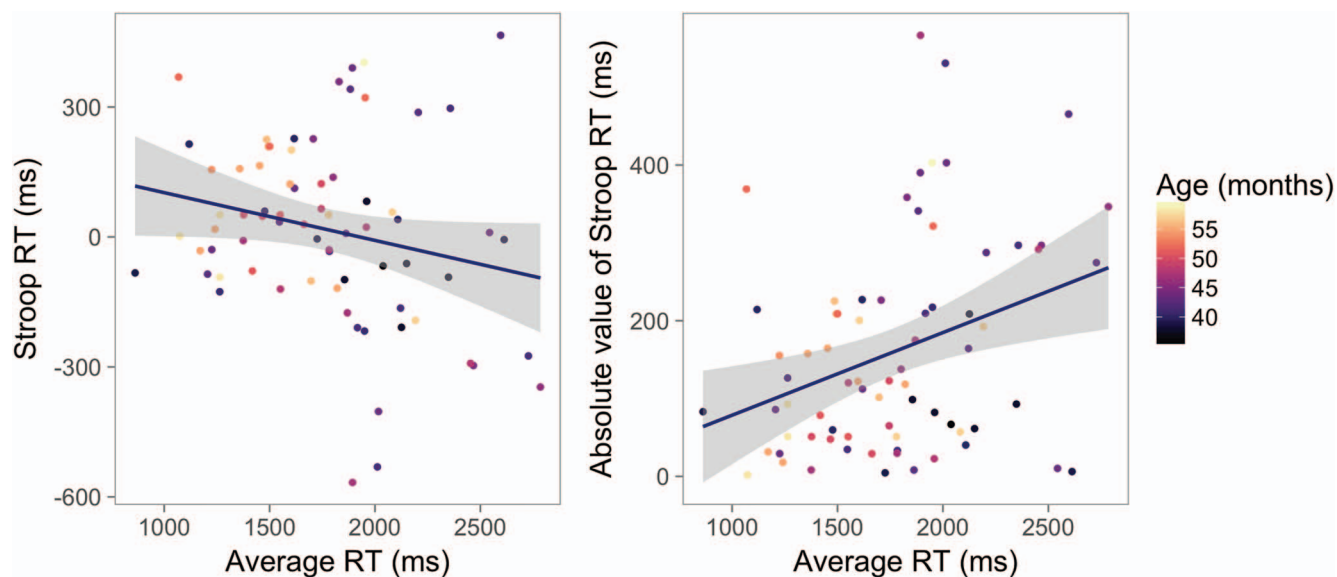 Stroop RT (ms)
300
0
-300
-600
1000 1500 2000 2500
Average RT (ms)
Absolute value of Stroop RT (ms)
400
200
0
1000 1500 2000 2500
Average RT (ms)
Age (months)
55
50
45
40